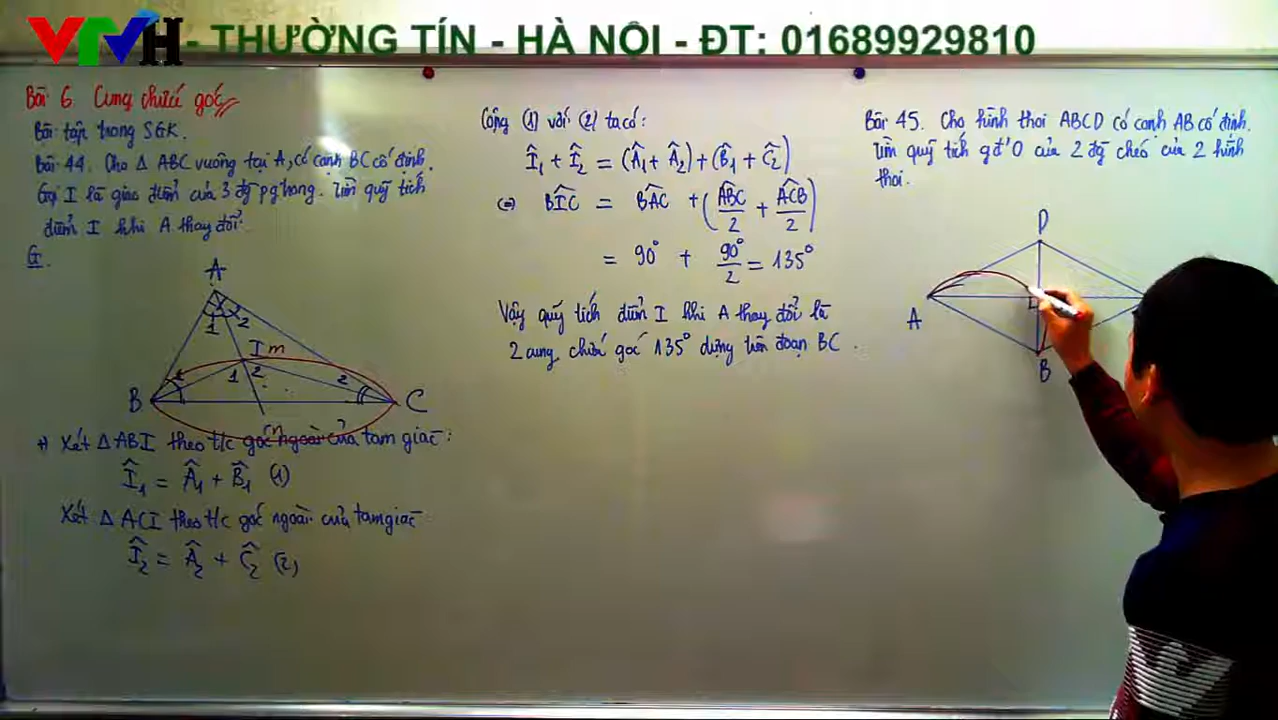 VTVH - THƯỜNG TÍN - HÀ NỘI - ĐT: 01689929810
Bài 6 Cung chứa góc
Bài tập trong SGK.
Bài 44. Cho Δ ABC vuông tại A, có cạnh BC cố định.
Gọi I là giao điểm của 3 đg pg trong. Tìm quỹ tích
điểm I khi A thay đổi.
G.
A
1 2
I m
1 2
2
B
C
n
+) Xét Δ ABI theo t/c góc ngoài của tam giác:
Î₁ = Â₁ + B̂₁ (1)
Xét Δ ACI theo t/c góc ngoài của tam giác
Î₂ = Â₂ + Ĉ₂ (2)
Cộng (1) với (2) ta có:
Î₁ + Î₂ = (Â₁ + Â₂) + (B̂₁ + Ĉ₂)
⇔ BÎC = BÂC + (AB̂C/2 + AĈB/2)
= 90° + 90°/2 = 135°
Vậy quỹ tích điểm I khi A thay đổi là
2 cung chứa góc 135° dựng trên đoạn BC.
Bài 45. Cho hình thoi ABCD có cạnh AB cố định.
Tìm quỹ tích gđ' O của 2 đg chéo của 2 hình
thoi.
D
A
B